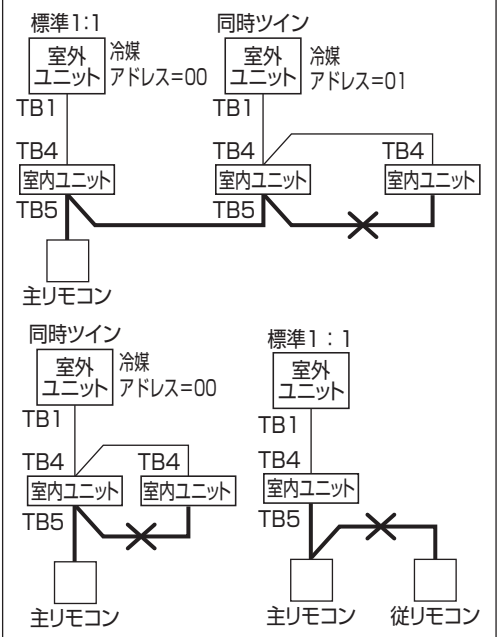 標準1:1
室外
ユニット
冷媒
アドレス=00
TB1
TB4
室内ユニット
TB5
主リモコン
同時ツイン
室外
ユニット
冷媒
アドレス=01
TB1
TB4
室内ユニット
TB5
TB4
室内ユニット
同時ツイン
室外
ユニット
冷媒
アドレス=00
TB1
TB4
室内ユニット
TB5
TB4
室内ユニット
主リモコン
標準1：1
室外
ユニット
TB1
TB4
室内ユニット
TB5
主リモコン
従リモコン